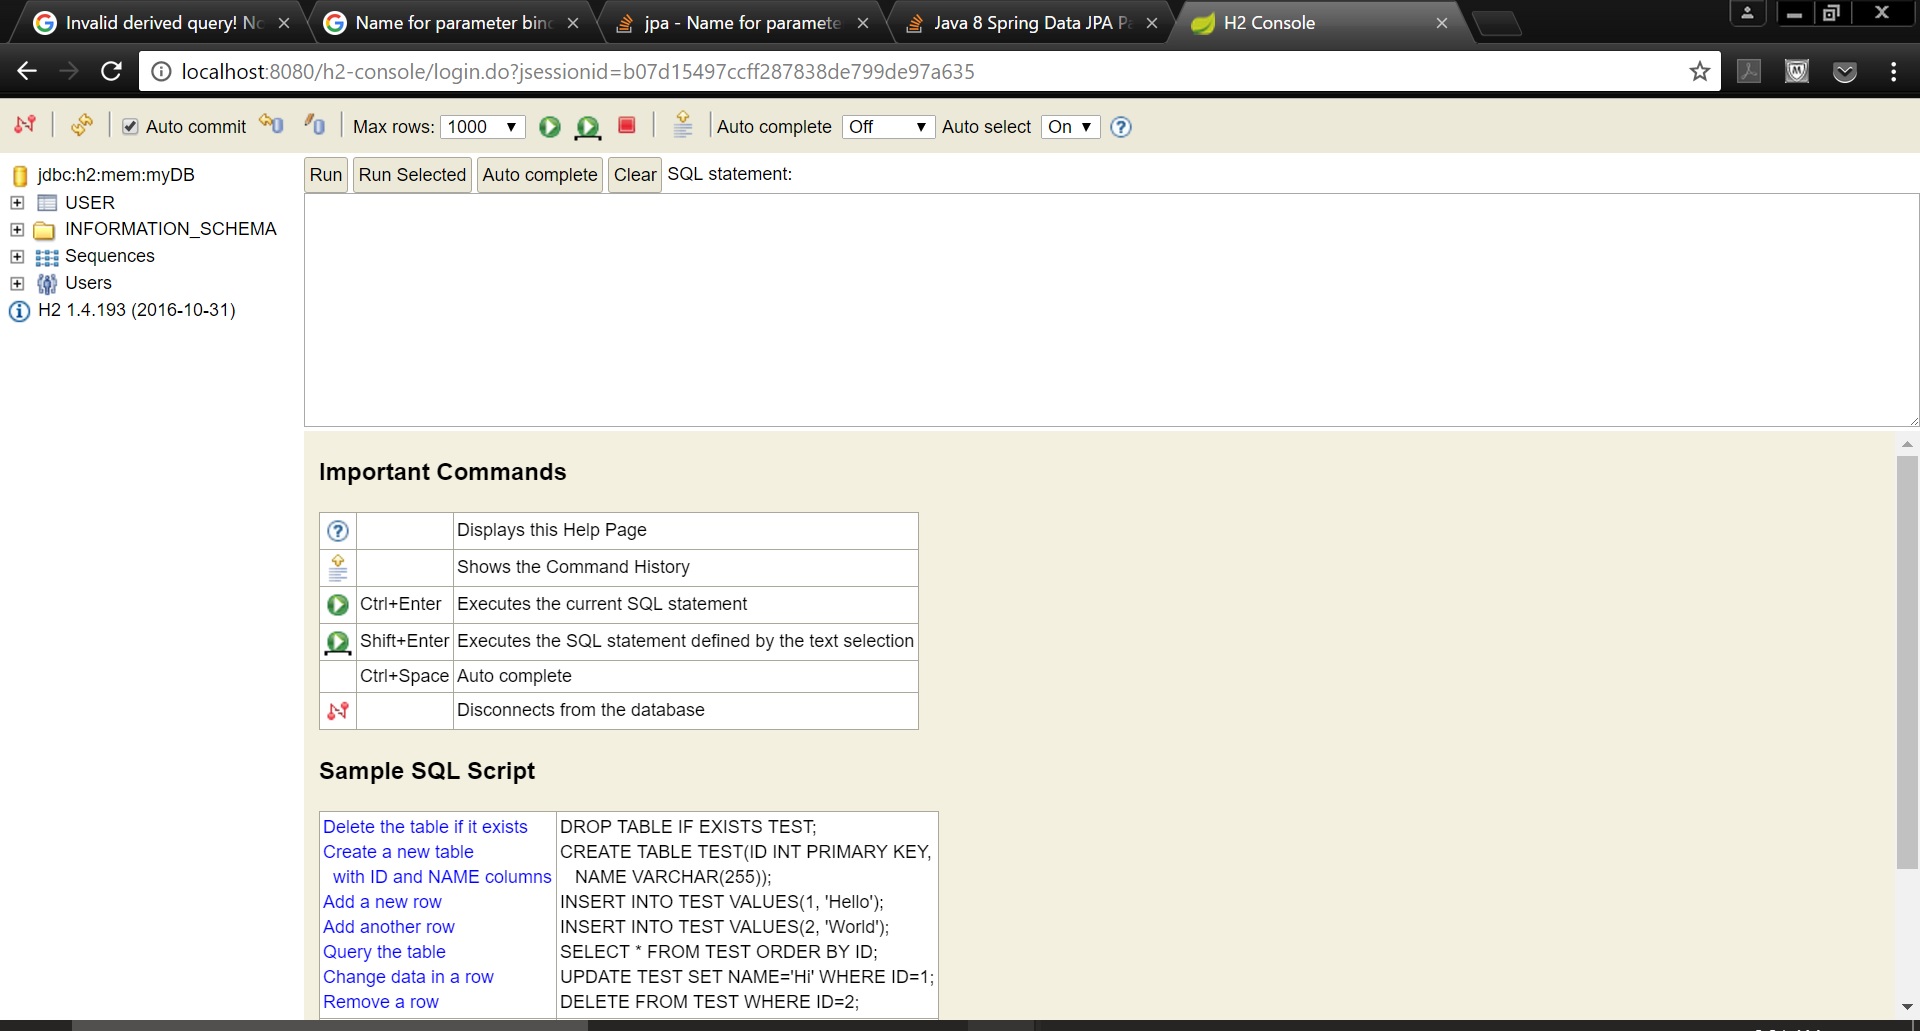 Invalid derived query! No
Name for parameter bind
jpa - Name for paramete
Java 8 Spring Data JPA Pa
H2 Console
localhost:8080/h2-console/login.do?jsessionid=b07d15497ccff287838de799de97a635
Auto commit Max rows: 1000 Auto complete Off Auto select On
jdbc:h2:mem:myDB
USER
INFORMATION_SCHEMA
Sequences
Users
H2 1.4.193 (2016-10-31)
Run Run Selected Auto complete Clear SQL statement:
Important Commands
Displays this Help Page
Shows the Command History
Ctrl+Enter Executes the current SQL statement
Shift+Enter Executes the SQL statement defined by the text selection
Ctrl+Space Auto complete
Disconnects from the database
Sample SQL Script
Delete the table if it exists DROP TABLE IF EXISTS TEST;
Create a new table CREATE TABLE TEST(ID INT PRIMARY KEY,
with ID and NAME columns NAME VARCHAR(255));
Add a new row INSERT INTO TEST VALUES(1, 'Hello');
Add another row INSERT INTO TEST VALUES(2, 'World');
Query the table SELECT * FROM TEST ORDER BY ID;
Change data in a row UPDATE TEST SET NAME='Hi' WHERE ID=1;
Remove a row DELETE FROM TEST WHERE ID=2;